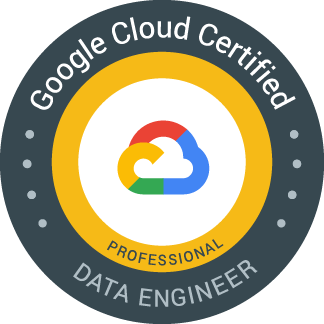 Google Cloud Certified
PROFESSIONAL
DATA ENGINEER